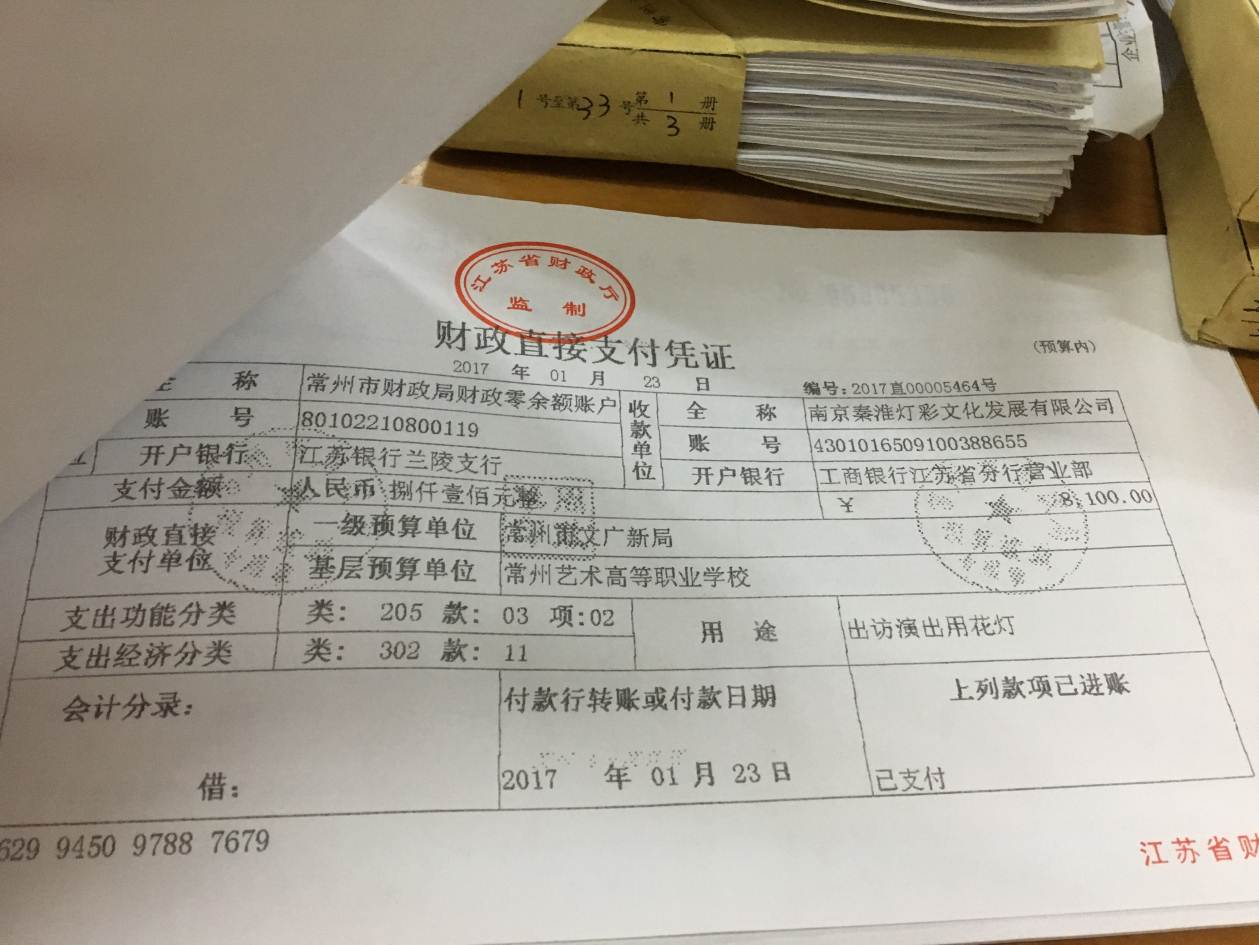 1 号至第33号 第 1 册
共 3 册
江苏省财政厅
监 制
财政直接支付凭证
(预算内)
2017 年 01 月 23 日
编号:2017直00005464号
全 称 常州市财政局财政零余额账户 收款单位 全 称 南京秦淮灯彩文化发展有限公司
账 号 80102210800119 账 号 4301016509100388655
开户银行 江苏银行兰陵支行 开户银行 工商银行江苏省分行营业部
支付金额 人民币 捌仟壹佰元整 ¥ 8,100.00
财政直接支付单位 一级预算单位 常州市文广新局
基层预算单位 常州艺术高等职业学校
支出功能分类 类: 205 款: 03 项:02 用 途 出访演出用花灯
支出经济分类 类: 302 款: 11
会计分录: 付款行转账或付款日期 上列款项已进账
借: 2017 年 01 月 23 日 已支付
629 9450 9788 7679
江苏省财